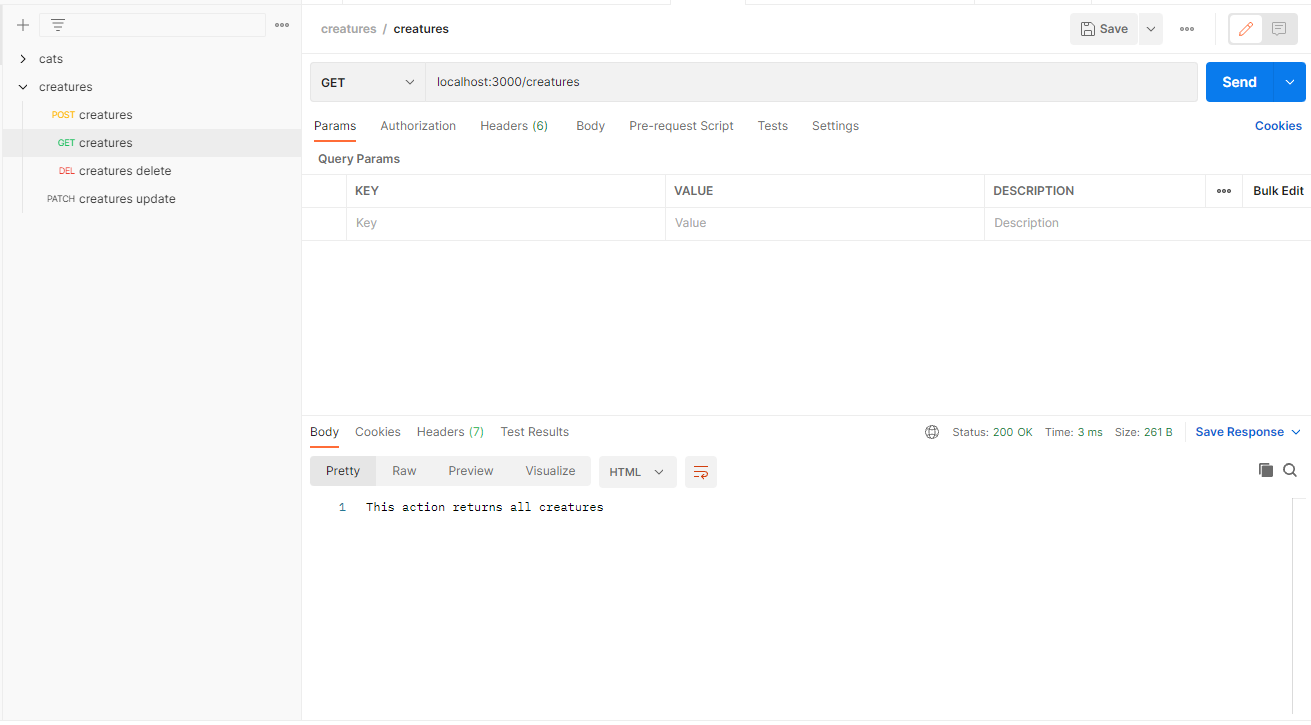 cats
creatures
POST creatures
GET creatures
DEL creatures delete
PATCH creatures update
creatures / creatures
Save
GET localhost:3000/creatures Send
Params Authorization Headers (6) Body Pre-request Script Tests Settings Cookies
Query Params
KEY VALUE DESCRIPTION Bulk Edit
Key Value Description
Body Cookies Headers (7) Test Results Status: 200 OK Time: 3 ms Size: 261 B Save Response
Pretty Raw Preview Visualize HTML
1 This action returns all creatures